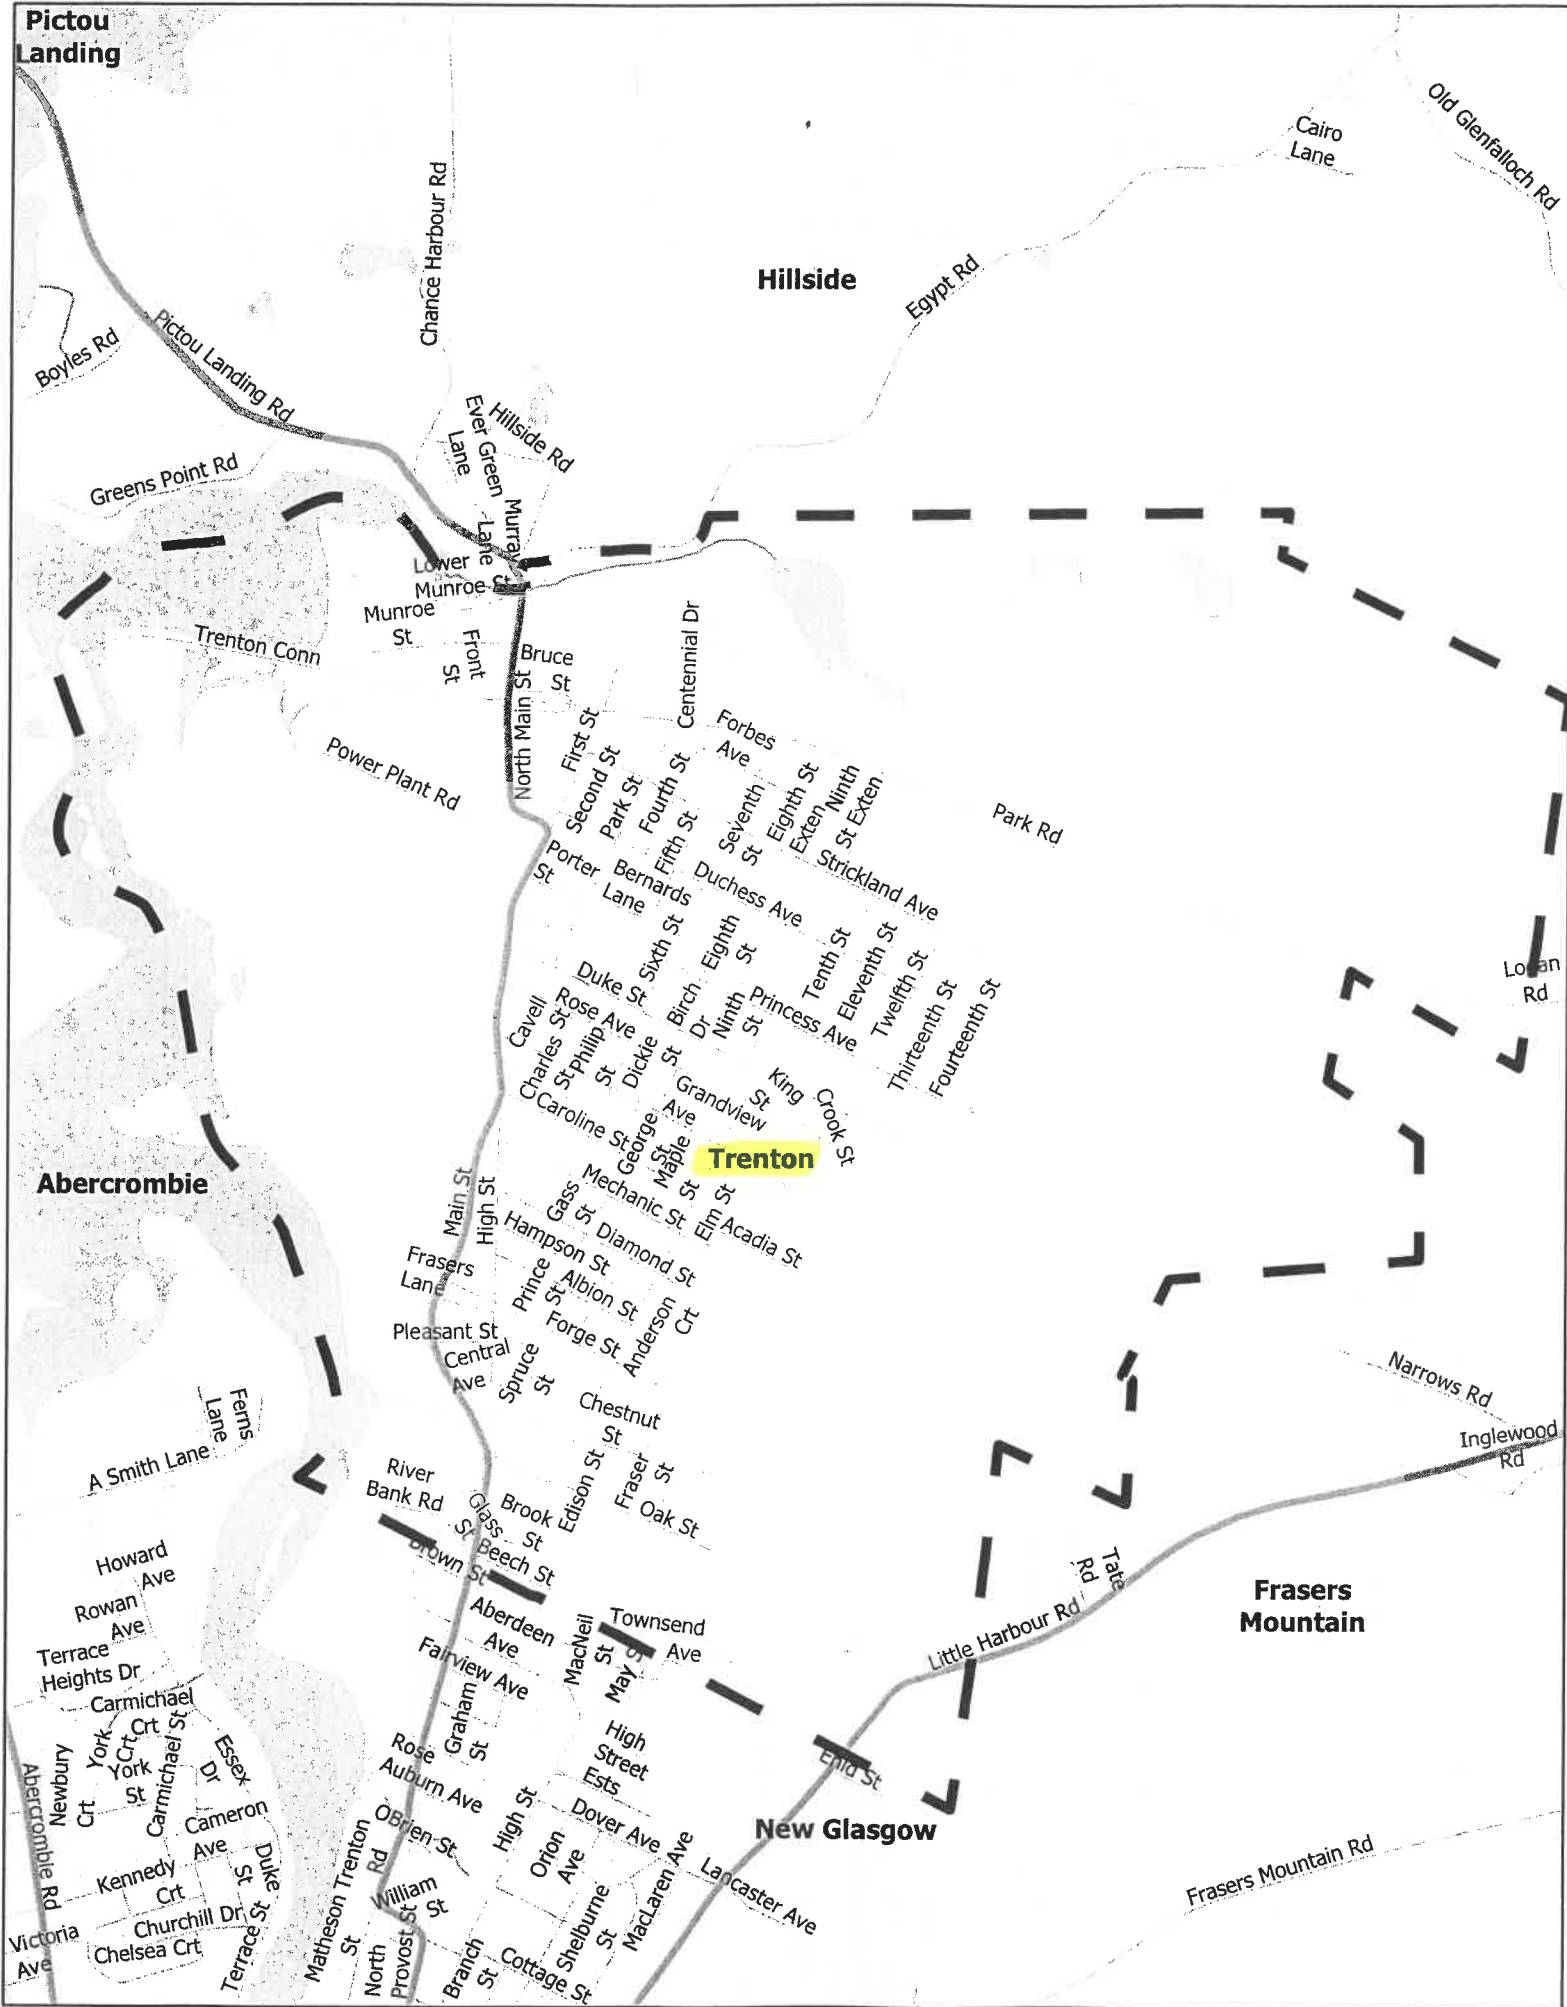 Pictou
Landing
Cairo
Lane
Old Glenfalloch Rd
Chance Harbour Rd
Hillside
Egypt Rd
Boyles Rd
Pictou Landing Rd
Ever Green
Lane
Hillside Rd
Greens Point Rd
Murray
Lane
Lower
Munroe St
Munroe
St
Front
St
Trenton Conn
Bruce
St
Centennial Dr
North Main St
Power Plant Rd
First St
Second St
Park St
Fourth St
Fifth St
Forbes
Ave
Seventh
St
Eighth St
Exten
Ninth
St Exten
Park Rd
Porter
St
Bernards
Lane
Duchess Ave
Strickland Ave
Sixth St
Eighth
St
Tenth St
Eleventh St
Twelfth St
Thirteenth St
Fourteenth St
Logan
Rd
Duke St
Rose Ave
Birch
Dr
Ninth
St
Princess Ave
Cavell
Charles St
Philip
St
Dickie
St
Grandview
Ave
King
St
Crook St
Caroline St
George
St
Maple
St
Trenton
Abercrombie
Main St
High St
Mechanic St
Elm St
Acadia St
Gass
St
Hampson St
Diamond St
Frasers
Lane
Prince
St
Albion St
Anderson
Crt
Pleasant St
Central
Ave
Forge St
Spruce
St
Chestnut
St
Narrows Rd
Inglewood
Rd
Ferns
Lane
A Smith Lane
River
Bank Rd
Glass
St
Brook
St
Edison St
Fraser
St
Oak St
Brown St
Beech St
Howard
Ave
Rowan
Ave
Terrace
Heights Dr
Aberdeen
Ave
MacNeil
St
May St
Townsend
Ave
Tate
Rd
Little Harbour Rd
Frasers
Mountain
Fairview Ave
Carmichael
Crt
York
Crt
York
St
Carmichael St
Essex
Dr
Newbury
Crt
Abercrombie Rd
Graham
St
Rose
Auburn Ave
High
Street
Ests
Enid St
New Glasgow
Cameron
Ave
OBrien St
High St
Dover Ave
Orion
Ave
Kennedy
Crt
Duke
St
Matheson Trenton
St
Rd
William
St
Shelburne
St
MacLaren Ave
Lancaster Ave
Frasers Mountain Rd
Victoria
Ave
Churchill Dr
Chelsea Crt
Terrace St
North
Provost St
Branch
St
Cottage St